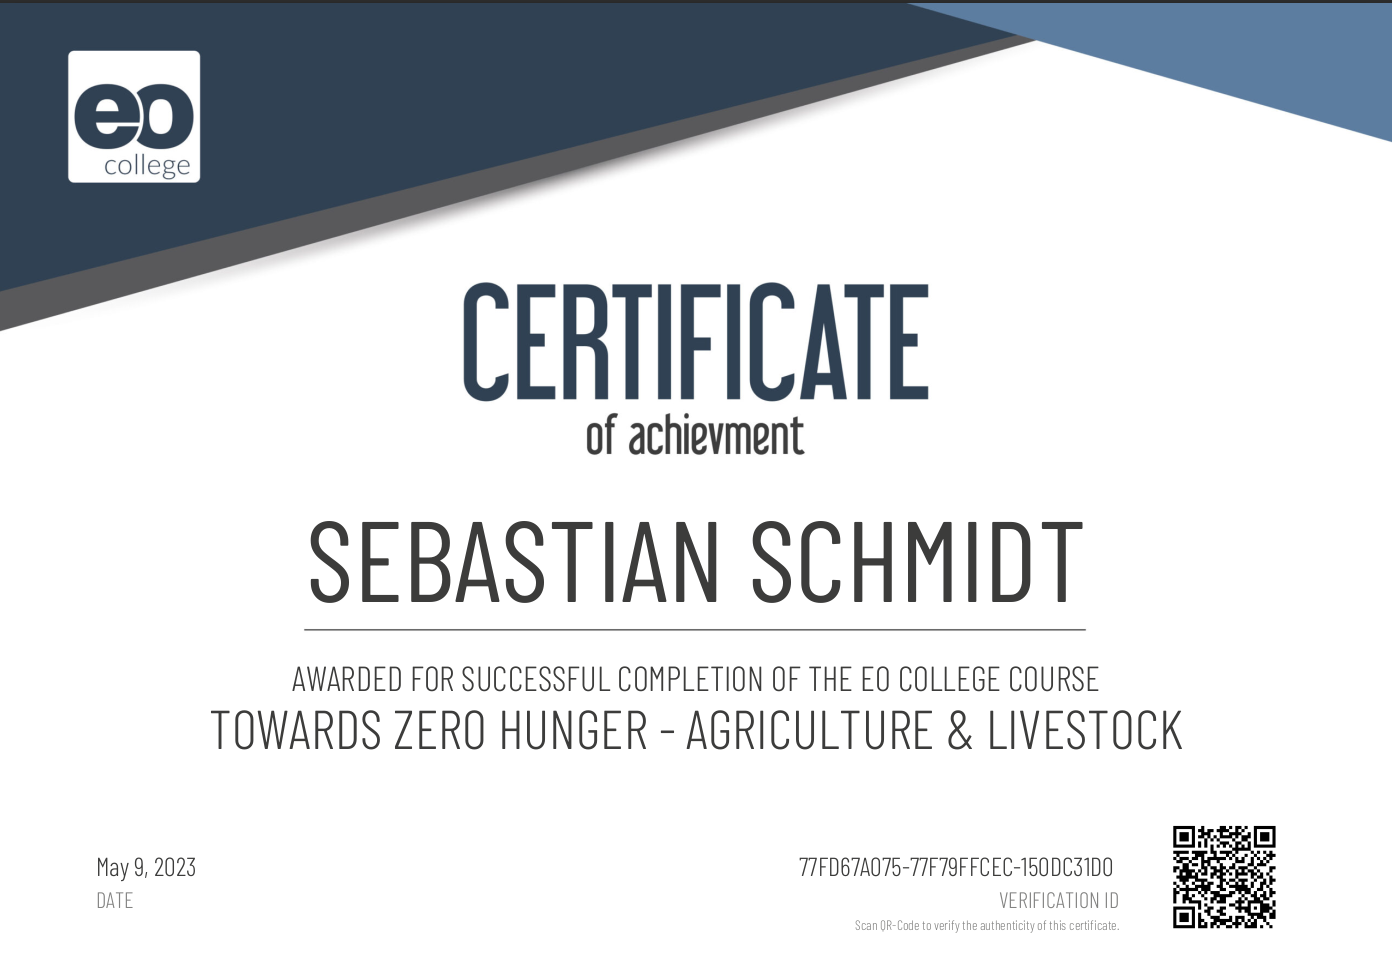 eo
college
CERTIFICATE
of achievment
SEBASTIAN SCHMIDT
AWARDED FOR SUCCESSFUL COMPLETION OF THE EO COLLEGE COURSE
TOWARDS ZERO HUNGER - AGRICULTURE & LIVESTOCK
May 9, 2023
DATE
77FD67A075-77F79FFCEC-150DC31D0
VERIFICATION ID
Scan QR-Code to verify the authenticity of this certificate.